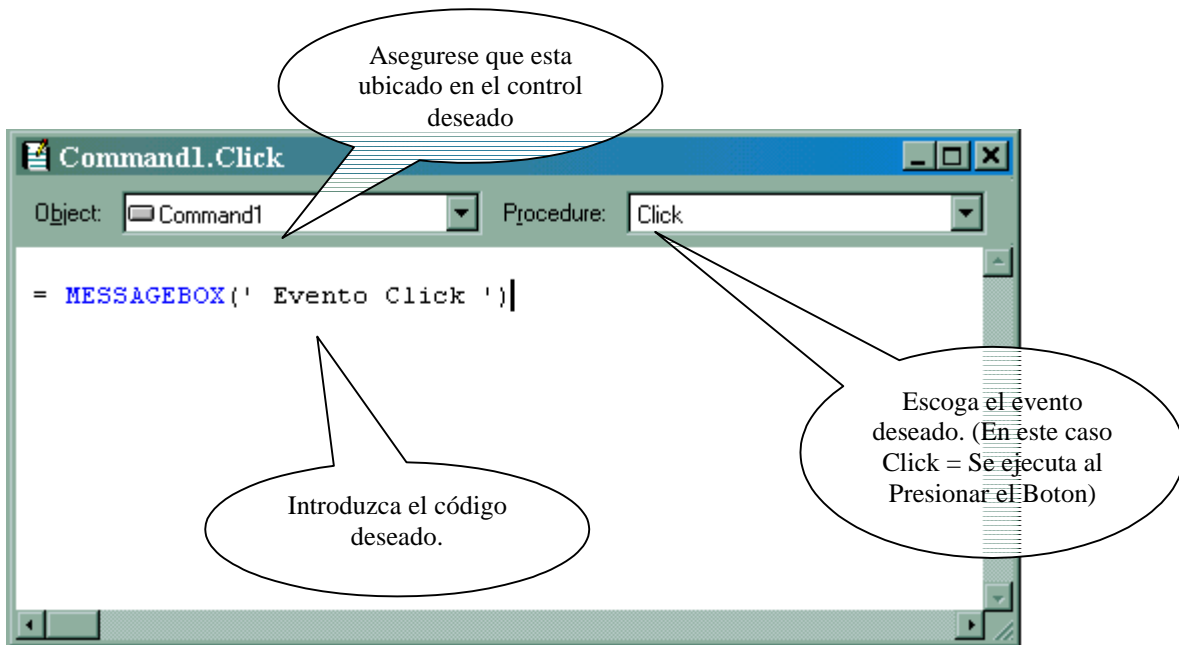 Asegurese que esta
ubicado en el control
deseado
Command1.Click
Object: Command1 Procedure: Click
= MESSAGEBOX(' Evento Click ')
Escoga el evento
deseado. (En este caso
Click = Se ejecuta al
Presionar el Boton)
Introduzca el código
deseado.